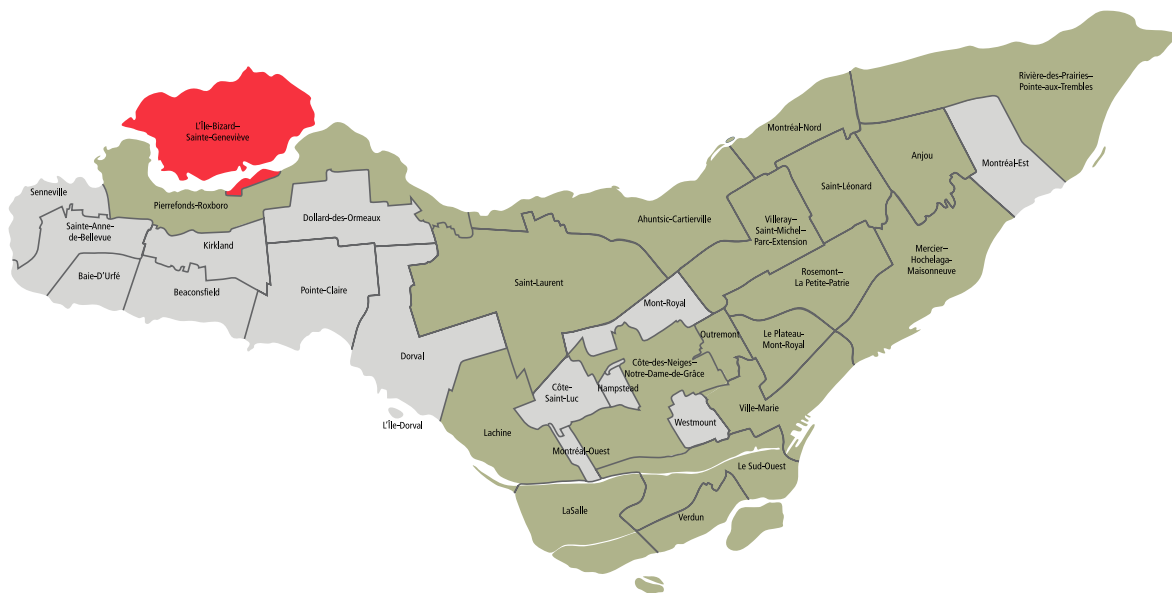 L'Île-Bizard–
Sainte-Geneviève
Rivière-des-Prairies–
Pointe-aux-Trembles
Montréal-Nord
Anjou
Montréal-Est
Saint-Léonard
Senneville
Pierrefonds-Roxboro
Dollard-des-Ormeaux
Sainte-Anne-
de-Bellevue
Kirkland
Ahuntsic-Cartierville
Villeray–
Saint-Michel–
Parc-Extension
Mercier–
Hochelaga-
Maisonneuve
Baie-D'Urfé
Beaconsfield
Pointe-Claire
Saint-Laurent
Rosemont–
La Petite-Patrie
Mont-Royal
Outremont
Le Plateau-
Mont-Royal
Dorval
Côte-des-Neiges–
Notre-Dame-de-Grâce
Côte-
Saint-Luc
Hampstead
Ville-Marie
L'Île-Dorval
Westmount
Lachine
Montréal-Ouest
Le Sud-Ouest
LaSalle
Verdun